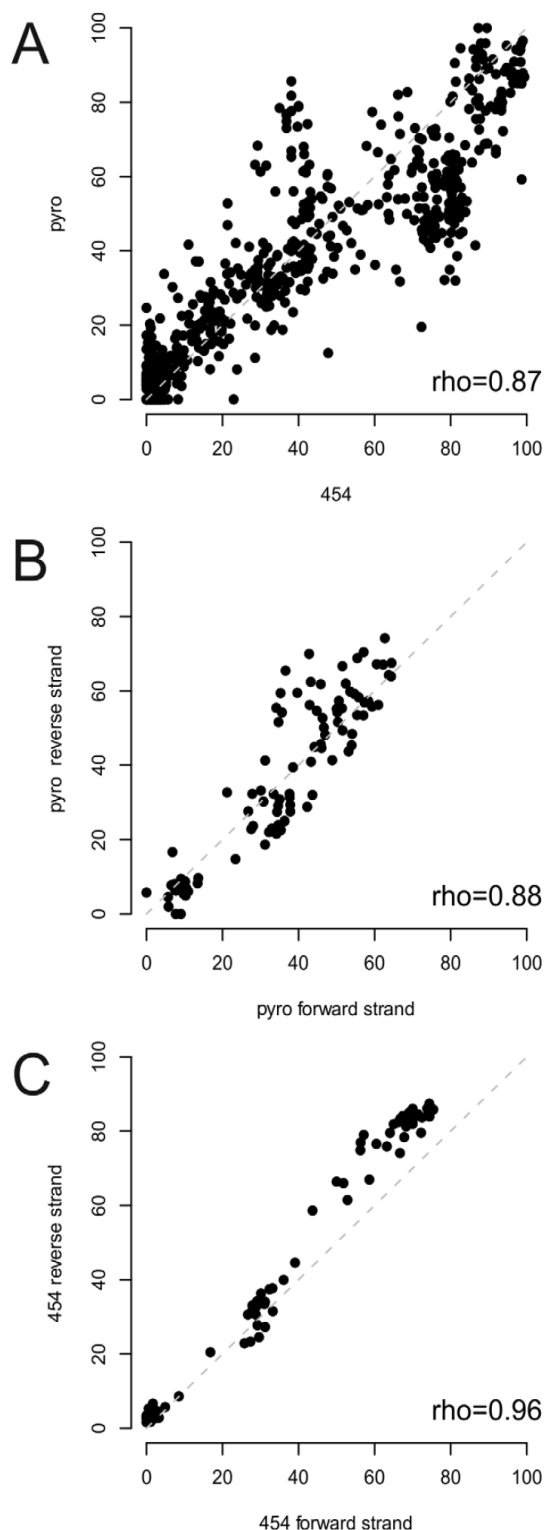 A
100
80
60
40
20
0
pyro
rho=0.87
0 20 40 60 80 100
454
B
100
80
60
40
20
0
pyro reverse strand
rho=0.88
0 20 40 60 80 100
pyro forward strand
C
100
80
60
40
20
0
454 reverse strand
rho=0.96
0 20 40 60 80 100
454 forward strand